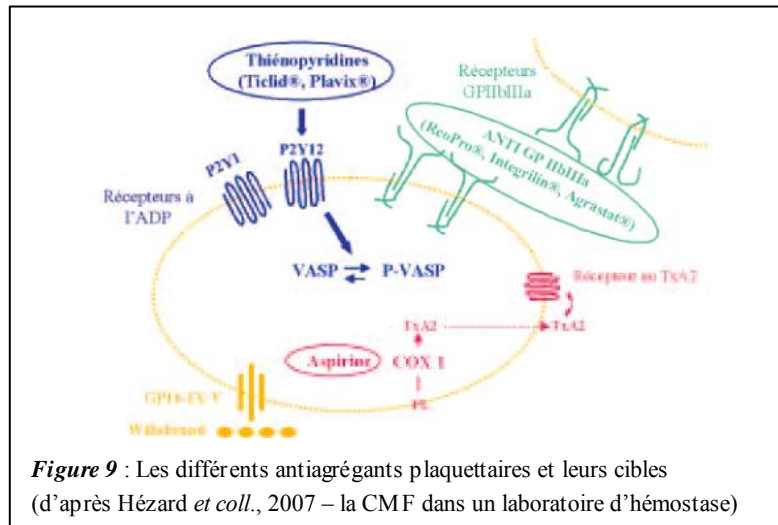 Thiénopyridines
(Ticlid®, Plavix®)
Récepteurs
GPIIbIIIa
ANTI GP IIbIIIa
(ReoPro®, Integrilin®, Agrastat®)
P2Y1
P2Y12
Récepteurs à
l'ADP
VASP
P-VASP
Récepteur au TxA2
TxA2
TxA2
Aspirine
COX 1
PL
GPIb-IX-V
Willebrand
Figure 9 : Les différents antiagrégants plaquettaires et leurs cibles
(d'après Hézard et coll., 2007 – la CMF dans un laboratoire d'hémostase)